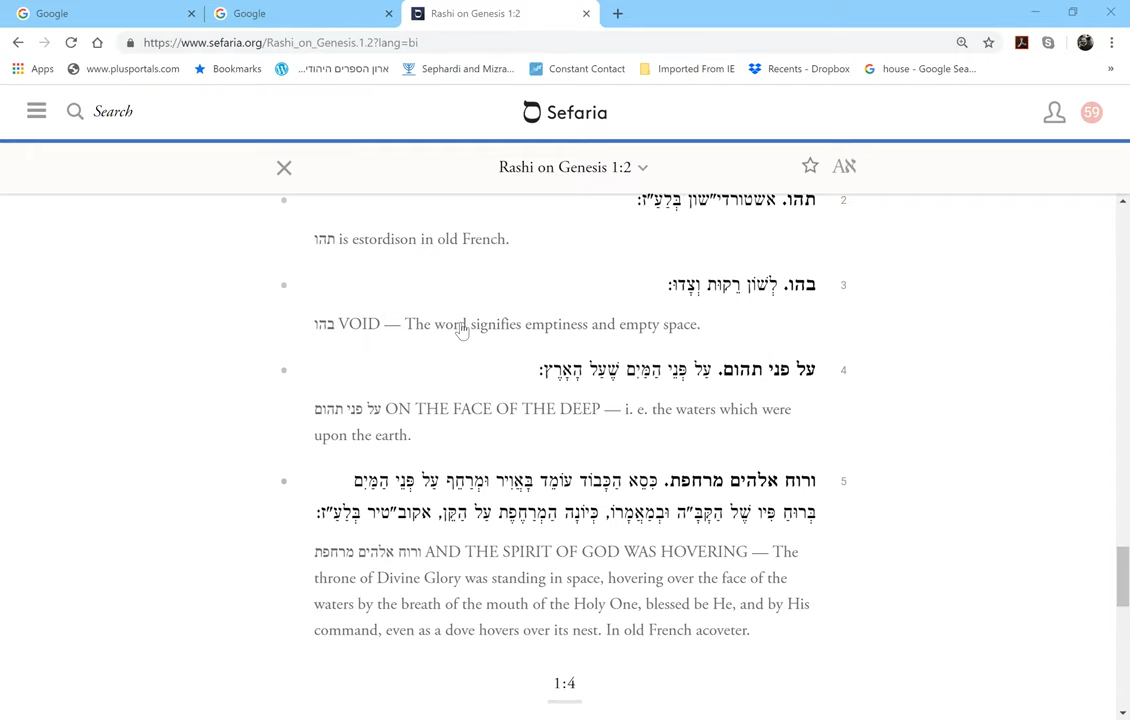 Google
Google
Rashi on Genesis 1:2
https://www.sefaria.org/Rashi_on_Genesis.1.2?lang=bi
Apps
www.plusportals.com
Bookmarks
ארון הספרים היהודי...
Sephardi and Mizra...
Constant Contact
Imported From IE
Recents - Dropbox
house - Google Sea...
»
Search
Sefaria
59
Rashi on Genesis 1:2
Aא
2
תהו. אשטורדי"שון בְּלַעַ"ז:
תהו is estordison in old French.
3
בהו. לְשׁוֹן רֵקוּת וְצָדוּ:
בהו VOID — The word signifies emptiness and empty space.
4
על פני תהום. עַל פְּנֵי הַמַּיִם שֶׁעַל הָאָרֶץ:
על פני תהום ON THE FACE OF THE DEEP — i. e. the waters which were
upon the earth.
5
ורוח אלהים מרחפת. כִּסֵּא הַכָּבוֹד עוֹמֵד בָּאֲוִיר וּמְרַחֵף עַל פְּנֵי הַמַּיִם
בְּרוּחַ פִּיו שֶׁל הַקָּבָּ"ה וּבְמַאֲמָרוֹ, כְּיוֹנָה הַמְרַחֶפֶת עַל הַקֵּן, אקוב"טיר בְּלַעַ"ז:
ורוח אלהים מרחפת AND THE SPIRIT OF GOD WAS HOVERING — The
throne of Divine Glory was standing in space, hovering over the face of the
waters by the breath of the mouth of the Holy One, blessed be He, and by His
command, even as a dove hovers over its nest. In old French acoveter.
1:4